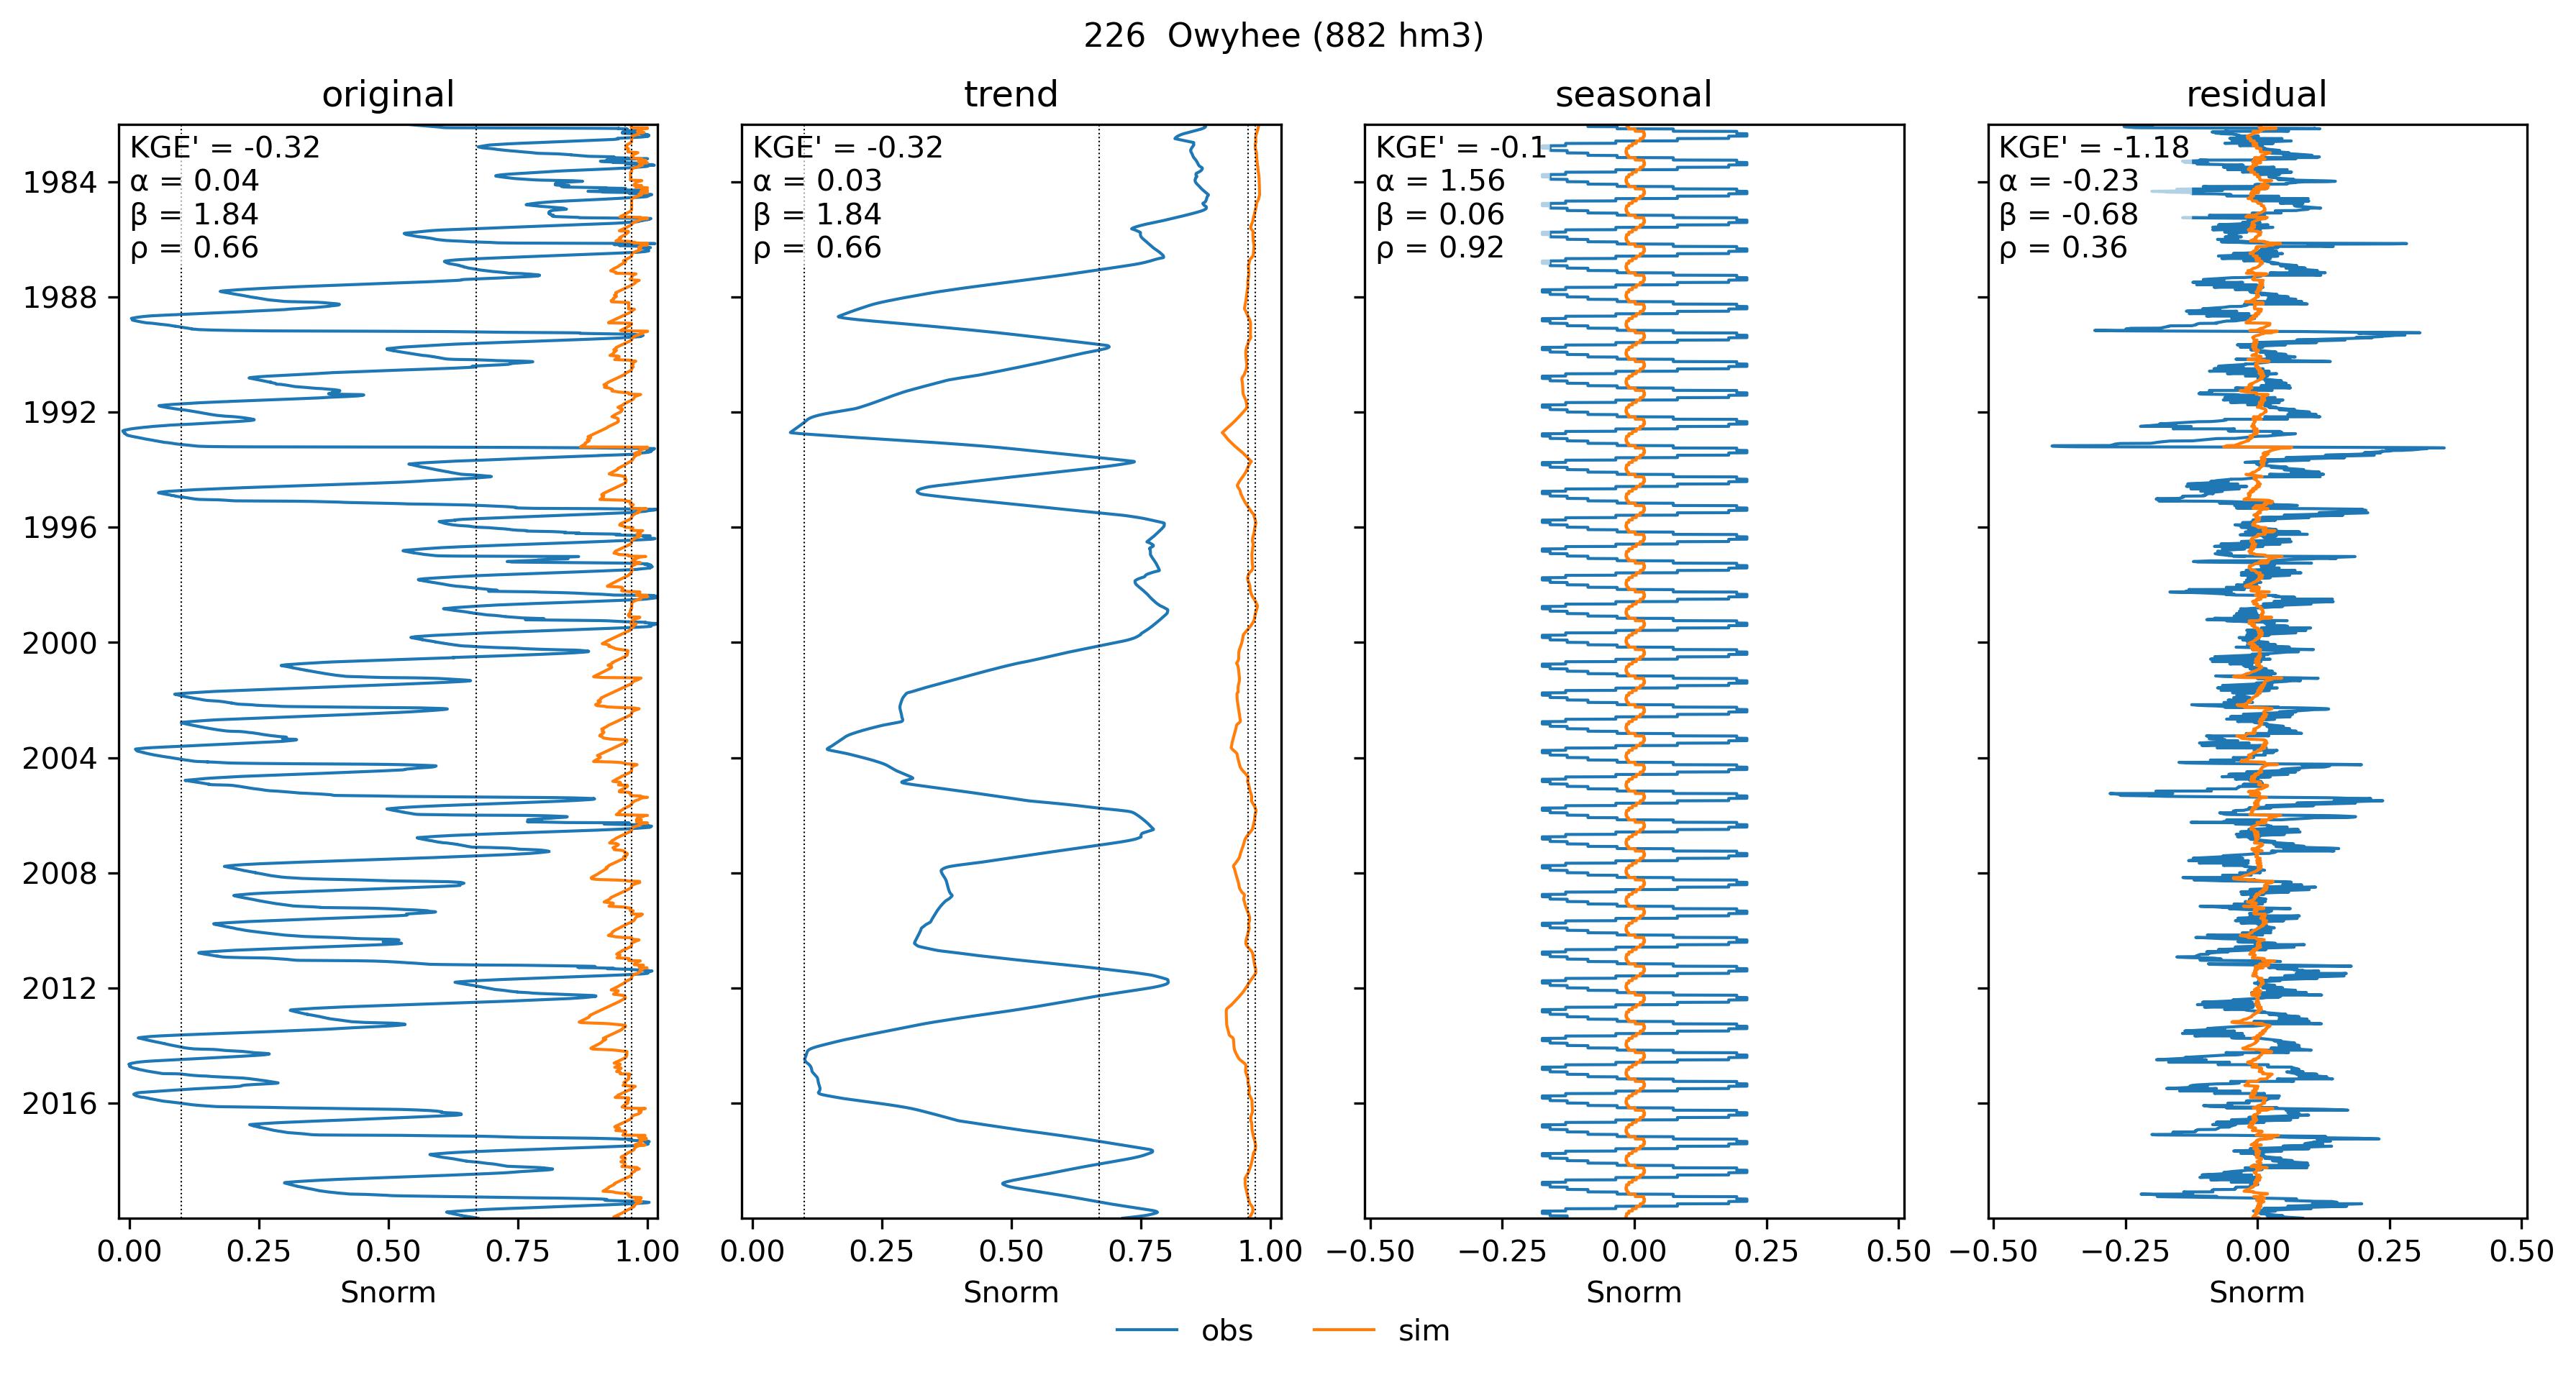 226  Owyhee (882 hm3)
original
trend
seasonal
residual
KGE' = -0.32
α = 0.04
β = 1.84
ρ = 0.66
KGE' = -0.32
α = 0.03
β = 1.84
ρ = 0.66
KGE' = -0.1
α = 1.56
β = 0.06
ρ = 0.92
KGE' = -1.18
α = -0.23
β = -0.68
ρ = 0.36
1984
1988
1992
1996
2000
2004
2008
2012
2016
0.00 0.25 0.50 0.75 1.00
0.00 0.25 0.50 0.75 1.00
−0.50 −0.25 0.00 0.25 0.50
−0.50 −0.25 0.00 0.25 0.50
Snorm
Snorm
Snorm
Snorm
obs
sim